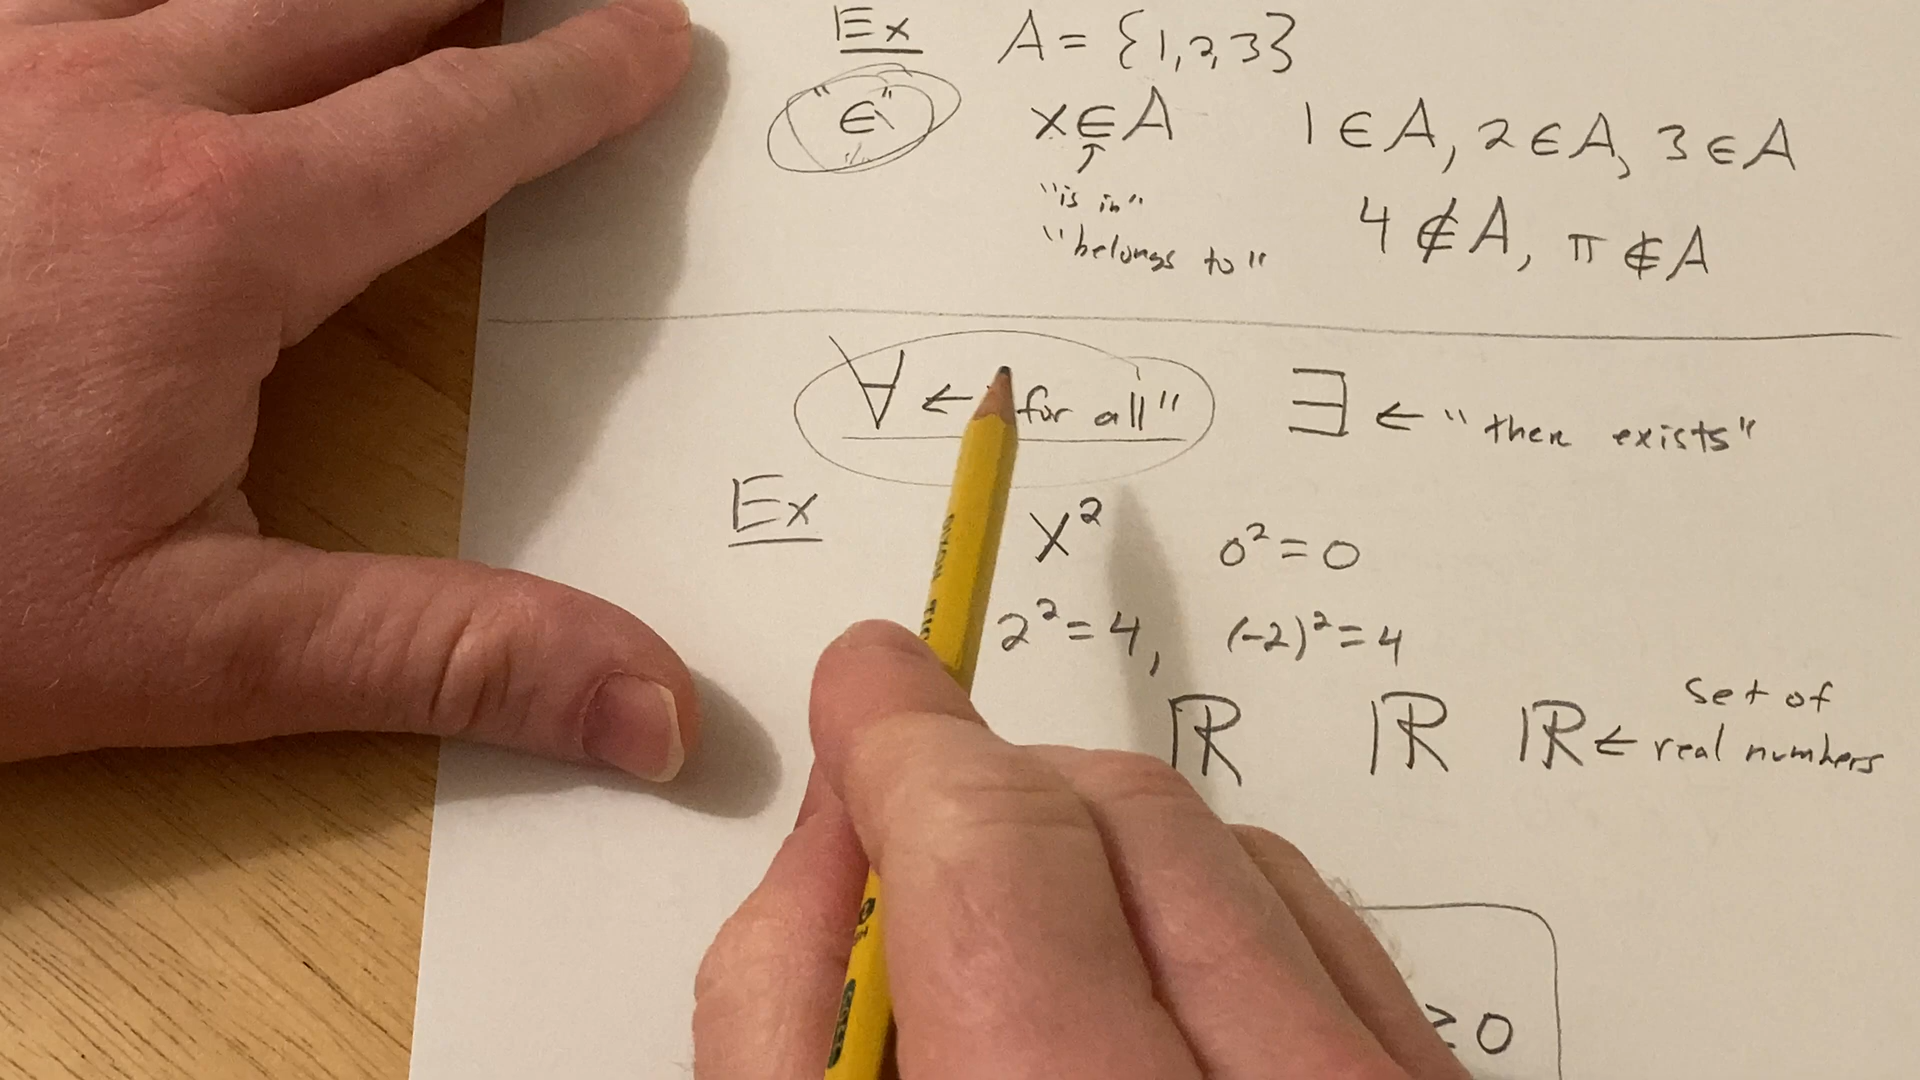 Ex A = {1,2,3}
"∈" x∈A 1∈A, 2∈A, 3∈A
↑
"is in" 4∉A, π∉A
"belongs to"
∀ ← "for all" ∃ ← "there exists"
Ex x² 0²=0
2²=4, (-2)²=4
ℝ ℝ ℝ ← set of
real numbers
≥0